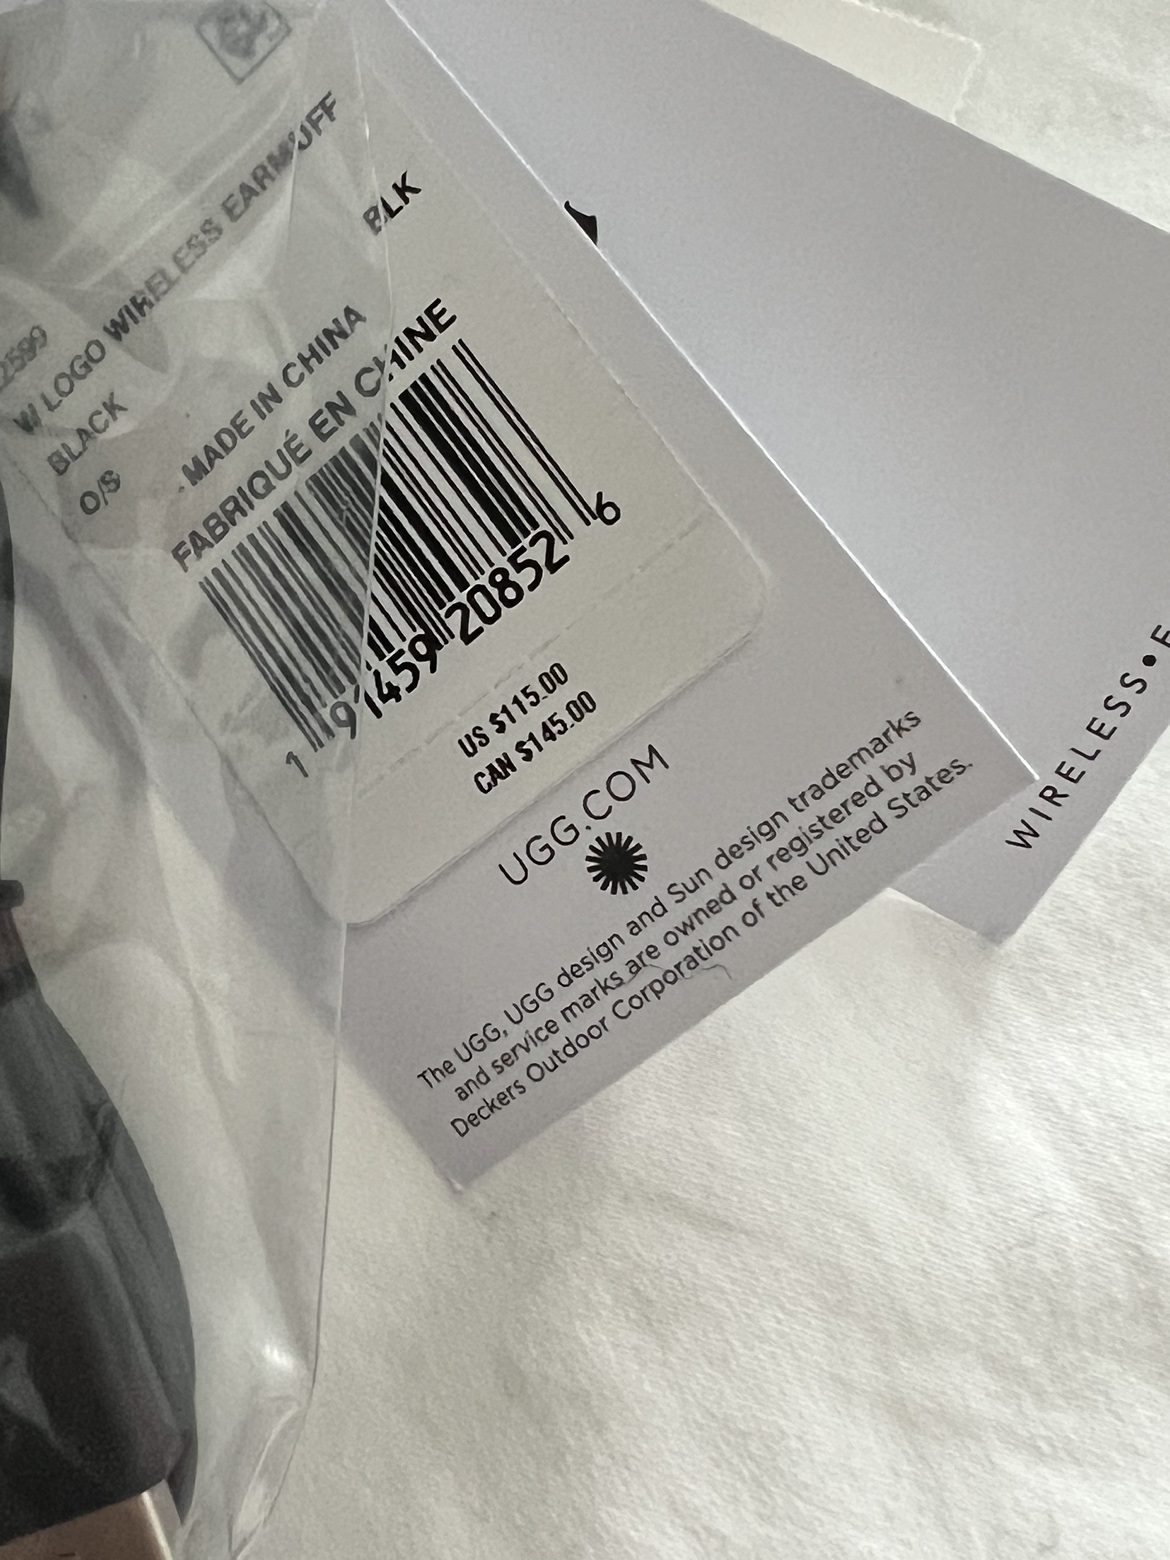 2599
W LOGO WIRELESS EARMUFF
BLACK
BLK
O/S
MADE IN CHINA
FABRIQUÉ EN CHINE
1 91459 20852 6
US $115.00
CAN $145.00
UGG.COM
The UGG, UGG design and Sun design trademarks
and service marks are owned or registered by
Deckers Outdoor Corporation of the United States.
WIRELESS•